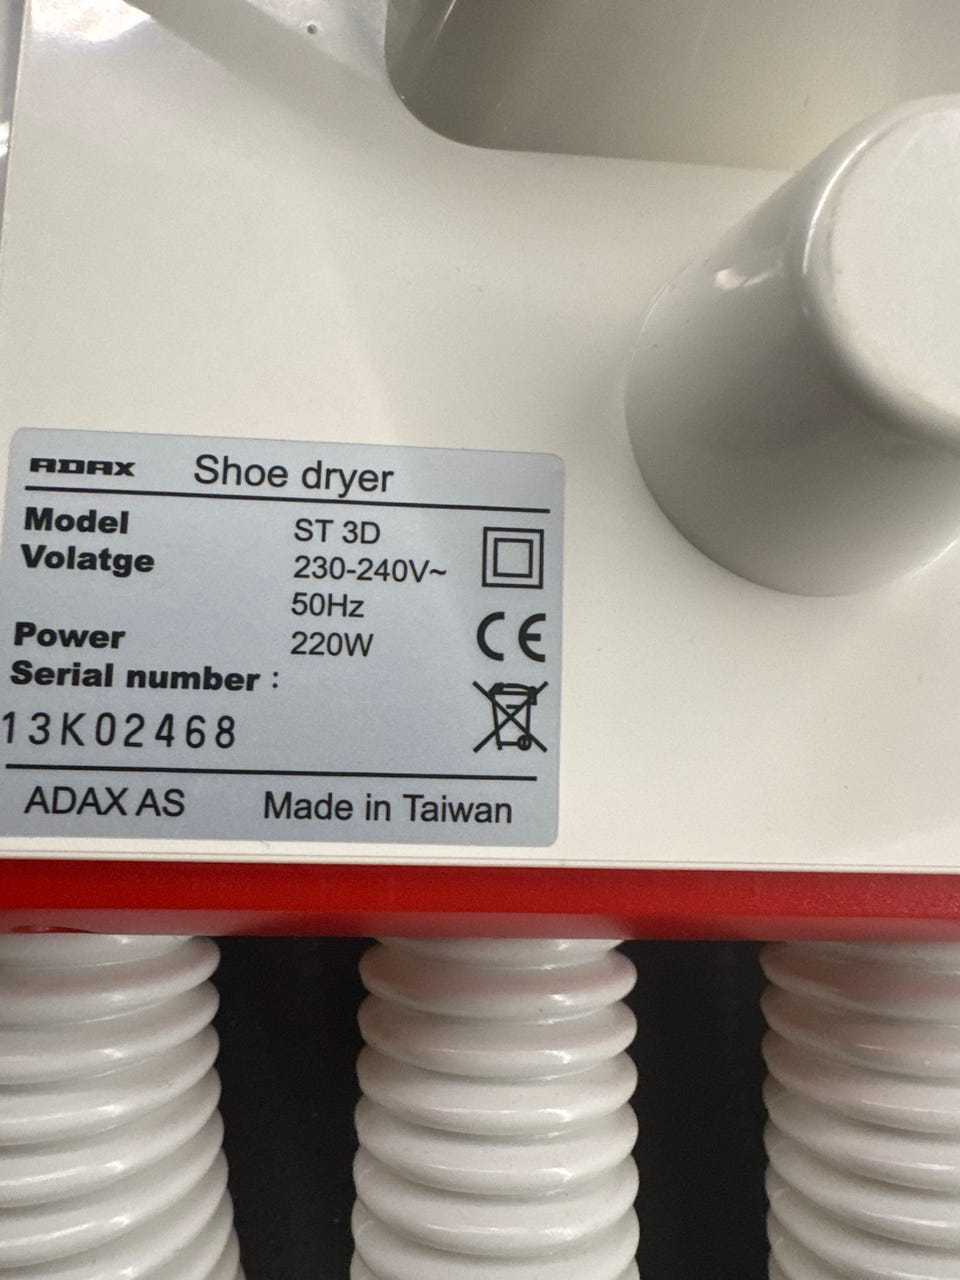 ADAX Shoe dryer
Model ST 3D
Volatge 230-240V~
50Hz
Power 220W
Serial number :
13K02468
CE
ADAX AS Made in Taiwan